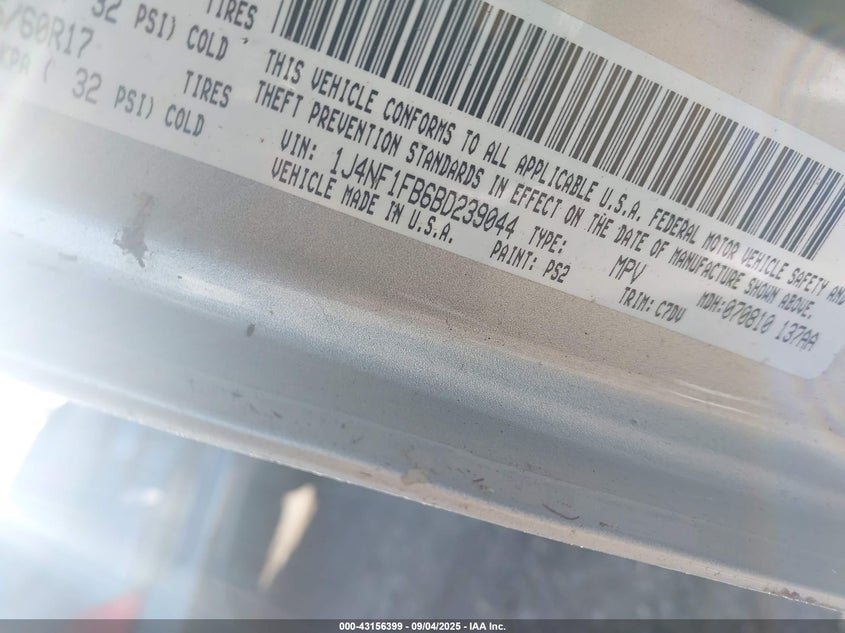 32 PSI) COLD
/60R17
TIRES
KPA ( 32 PSI) COLD
TIRES
THIS VEHICLE CONFORMS TO ALL APPLICABLE U.S.A. FEDERAL MOTOR VEHICLE SAFETY AND
THEFT PREVENTION STANDARDS IN EFFECT ON THE DATE OF MANUFACTURE SHOWN ABOVE.
VIN: 1J4NF1FB6BD239044 TYPE: MPV MDH:070810 137AA
VEHICLE MADE IN U.S.A. PAINT: PS2 TRIM: C7DV
000-43156399 - 09/04/2025 - IAA Inc.